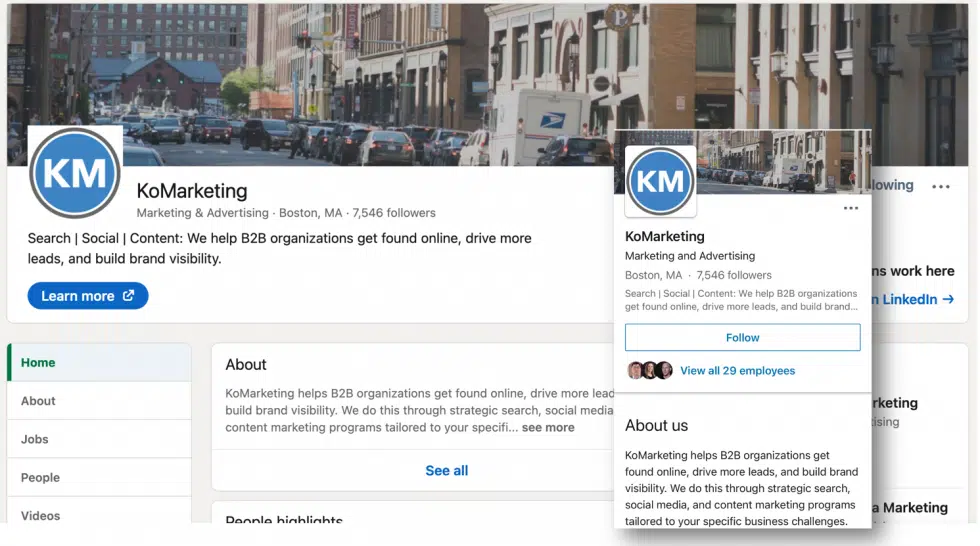 KM
KoMarketing
Marketing & Advertising · Boston, MA · 7,546 followers
Search | Social | Content: We help B2B organizations get found online, drive more
leads, and build brand visibility.
Learn more
Home
About
Jobs
People
Videos
About
KoMarketing helps B2B organizations get found online, drive more lead
build brand visibility. We do this through strategic search, social media
content marketing programs tailored to your specifi... see more
See all
People highlights
KM
KoMarketing
Marketing and Advertising
Boston, MA · 7,546 followers
Search | Social | Content: We help B2B organizations
get found online, drive more leads, and build brand...
Follow
View all 29 employees
About us
KoMarketing helps B2B organizations get
found online, drive more leads, and build brand
visibility. We do this through strategic search,
social media, and content marketing programs
tailored to your specific business challenges.
lowing
ns work here
n LinkedIn →
rketing
ising
a Marketing